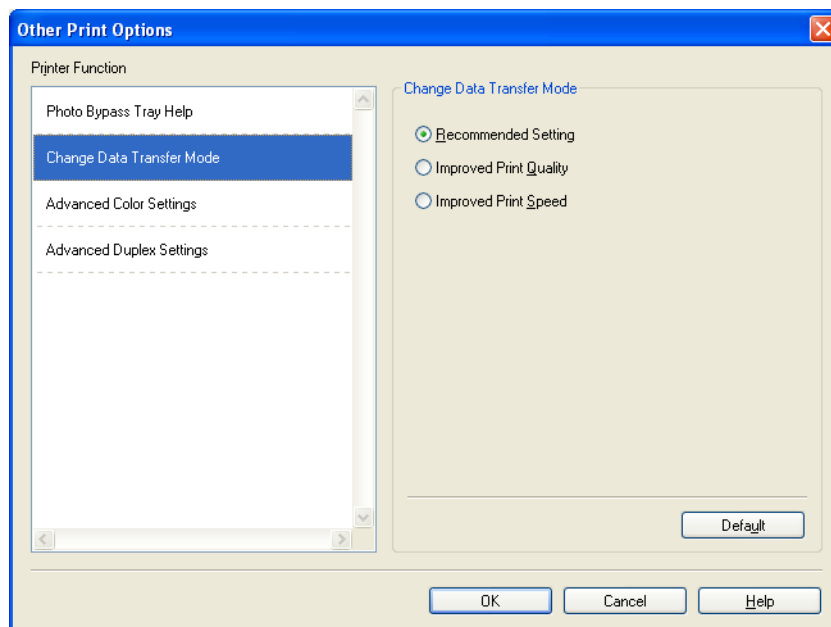 Other Print Options
Printer Function
Photo Bypass Tray Help
Change Data Transfer Mode
Advanced Color Settings
Advanced Duplex Settings
Change Data Transfer Mode
Recommended Setting
Improved Print Quality
Improved Print Speed
Default
OK
Cancel
Help